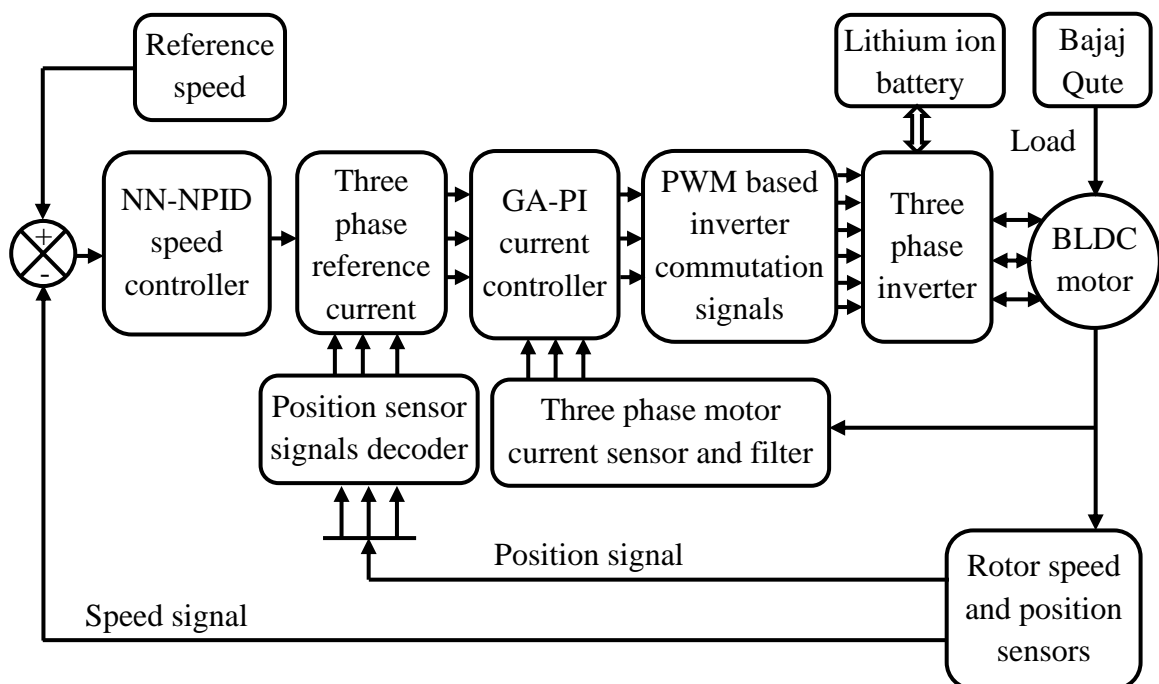 Reference
speed
Lithium ion
battery
Bajaj
Qute
Load
+
-
NN-NPID
speed
controller
Three
phase
reference
current
GA-PI
current
controller
PWM based
inverter
commutation
signals
Three
phase
inverter
BLDC
motor
Position sensor
signals decoder
Three phase motor
current sensor and filter
Position signal
Speed signal
Rotor speed
and position
sensors